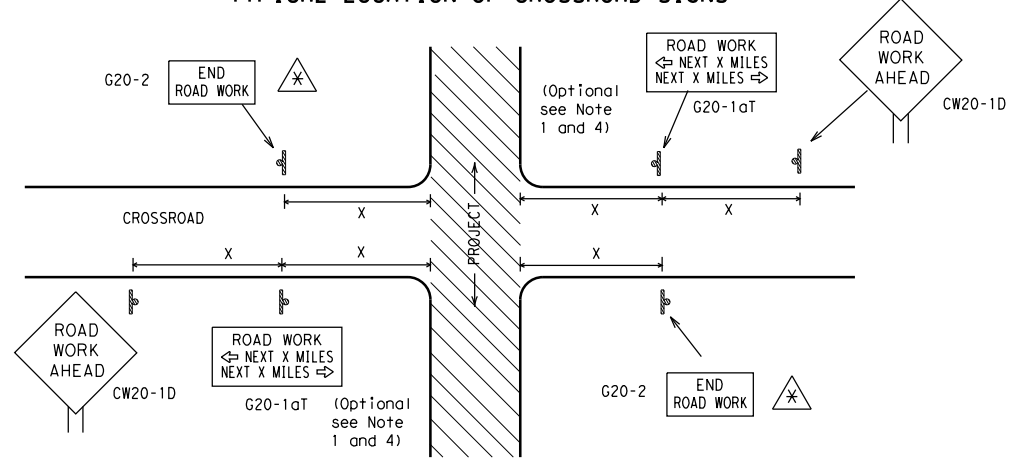 TYPICAL LOCATION OF CROSSROAD SIGNS
G20-2
END
ROAD WORK
(Optional
see Note
1 and 4)
ROAD WORK
⇦ NEXT X MILES
NEXT X MILES ⇨
G20-1aT
ROAD
WORK
AHEAD
CW20-1D
CROSSROAD
X
X
X
X
X
X
PROJECT
ROAD
WORK
AHEAD
CW20-1D
ROAD WORK
⇦ NEXT X MILES
NEXT X MILES ⇨
G20-1aT
(Optional
see Note
1 and 4)
G20-2
END
ROAD WORK